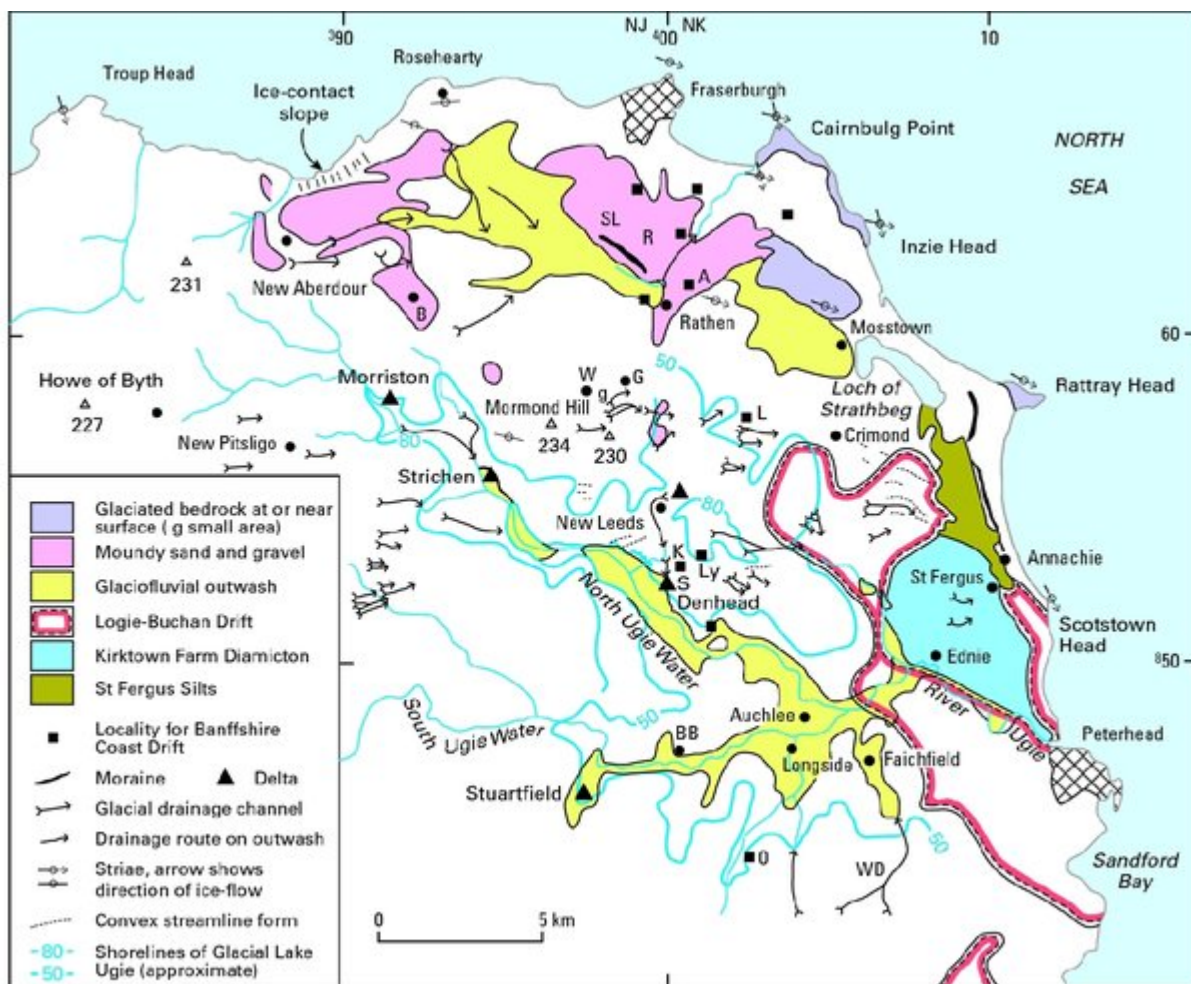 ³90
NJ
⁴00
NK
10
Troup Head
Rosehearty
Ice-contact
slope
Fraserburgh
Cairnbulg Point
NORTH
SEA
SL
R
Inzie Head
231
New Aberdour
B
A
Rathen
Mosstown
60
50
Howe of Byth
227
Morriston
W
g
G
Mormond Hill
234
230
L
Loch of
Strathbeg
Rattray Head
Crimond
New Pitsligo
80
Strichen
80
New Leeds
K
Ly
S
Denhead
Annachie
St Fergus
Scotstown
Head
North Ugie Water
Ednie
⁸50
River
Ugie
South
Ugie Water
50
Auchlee
BB
Longside
Faichfield
Peterhead
Stuartfield
50
O
WD
Sandford
Bay
0
5 km
Glaciated bedrock at or near
surface (g small area)
Moundy sand and gravel
Glaciofluvial outwash
Logie-Buchan Drift
Kirktown Farm Diamicton
St Fergus Silts
Locality for Banffshire
Coast Drift
Moraine
Delta
Glacial drainage channel
Drainage route on outwash
Striae, arrow shows
direction of ice-flow
Convex streamline form
80
Shorelines of Glacial Lake
50
Ugie (approximate)